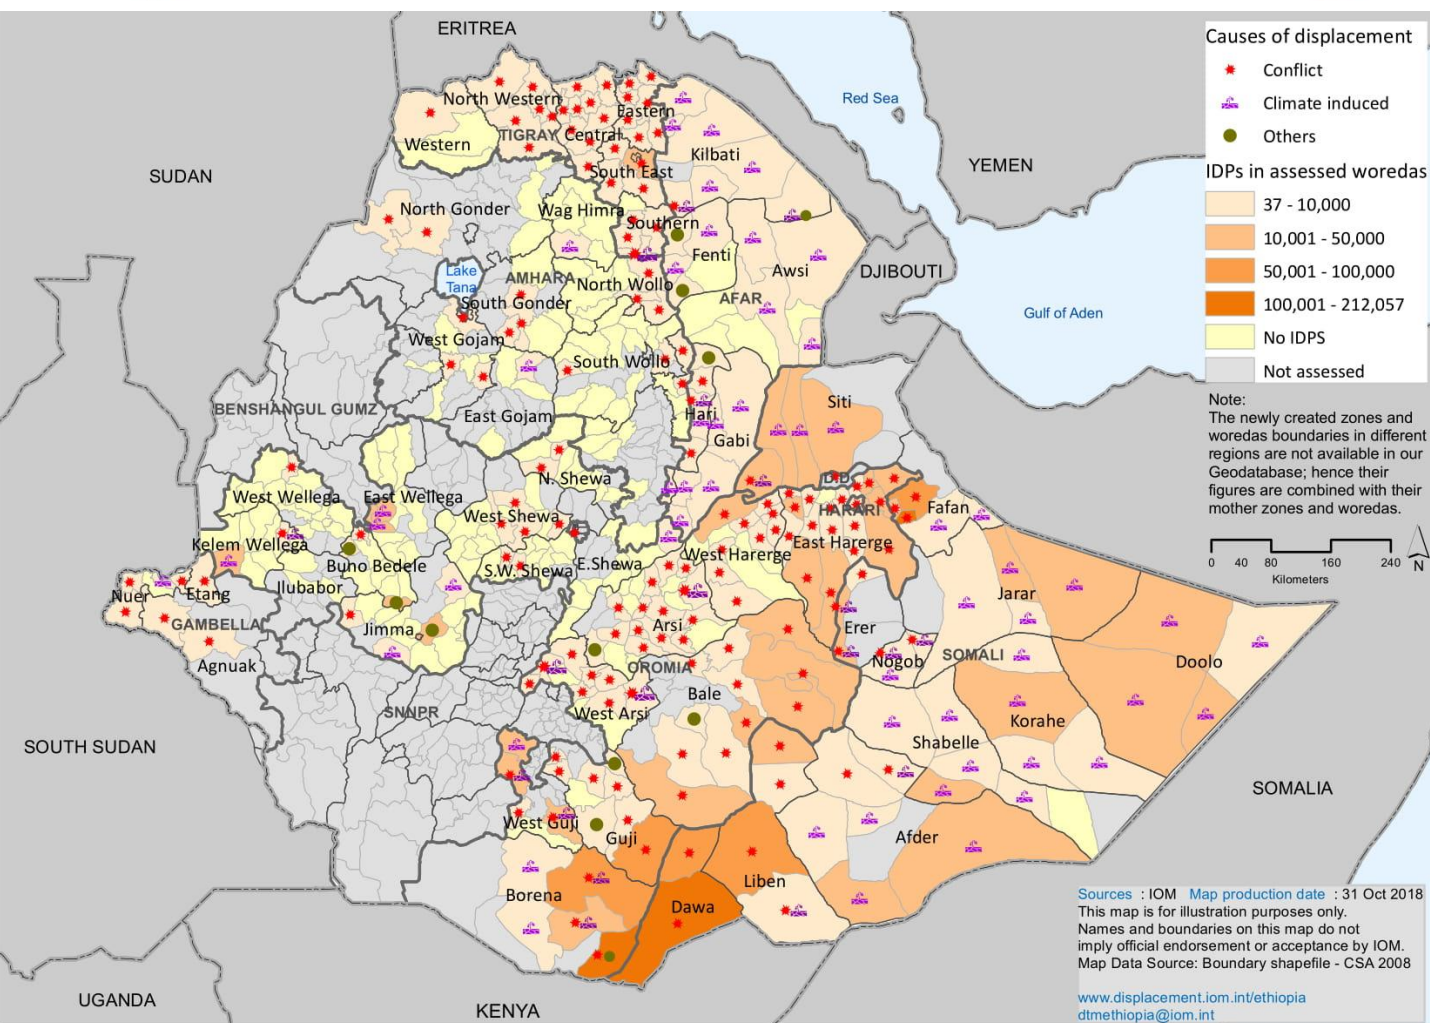 ERITREA
Red Sea
YEMEN
SUDAN
DJIBOUTI
Gulf of Aden
SOUTH SUDAN
SOMALIA
UGANDA
KENYA
North Western
Eastern
TIGRAY
Central
Western
Kilbati
South East
North Gonder
Wag Himra
Southern
Fenti
Awsi
Lake
Tana
AMHARA
North Wollo
AFAR
South Gonder
West Gojam
South Wollo
BENSHANGUL GUMZ
East Gojam
Hari
Gabi
Siti
N. Shewa
D.D
HARARI
Fafan
West Wellega
East Wellega
West Shewa
East Harerge
Kelem Wellega
West Harerge
Buno Bedele
S.W. Shewa
E.Shewa
Ilubabor
Nuer
Etang
Jarar
GAMBELLA
Jimma
Arsi
Erer
Agnuak
OROMIA
Nogob
SOMALI
Doolo
Bale
SNNPR
West Arsi
Korahe
Shabelle
West Guji
Guji
Afder
Borena
Liben
Dawa
Causes of displacement
Conflict
Climate induced
Others
IDPs in assessed woredas
37 - 10,000
10,001 - 50,000
50,001 - 100,000
100,001 - 212,057
No IDPS
Not assessed
Note:
The newly created zones and
woredas boundaries in different
regions are not available in our
Geodatabase; hence their
figures are combined with their
mother zones and woredas.
0 40 80 160 240
Kilometers
N
Sources : IOM Map production date : 31 Oct 2018
This map is for illustration purposes only.
Names and boundaries on this map do not
imply official endorsement or acceptance by IOM.
Map Data Source: Boundary shapefile - CSA 2008
www.displacement.iom.int/ethiopia
dtmethiopia@iom.int